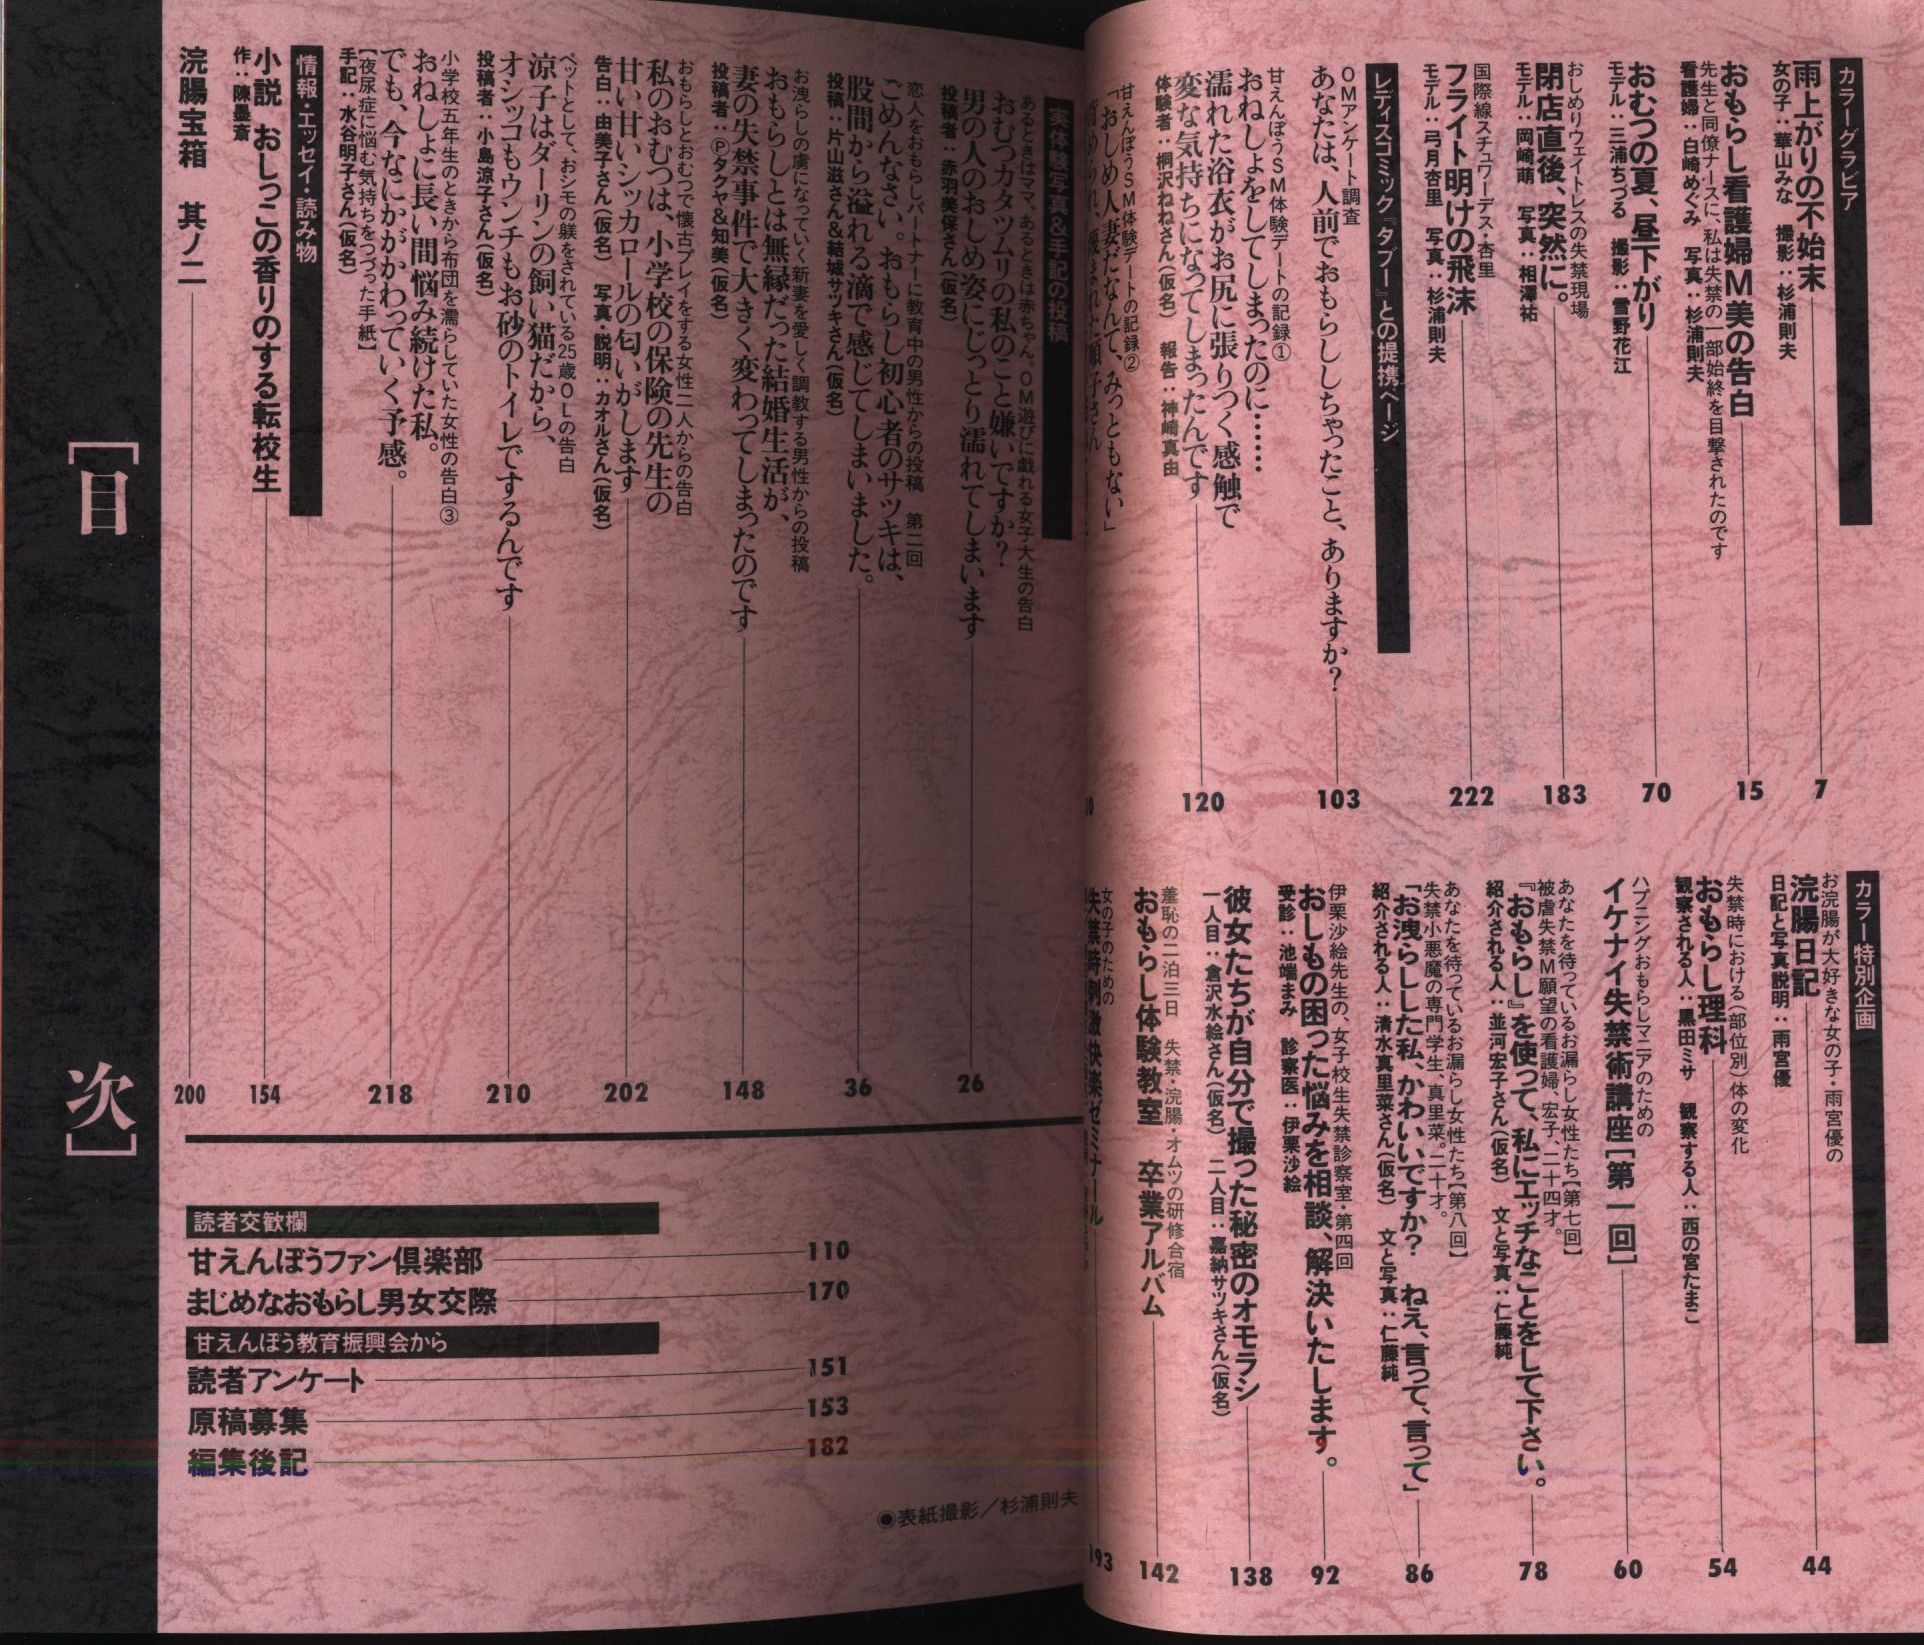 カラーグラビア
雨上がりの不始末
女の子：華山みな　撮影：杉浦則夫
7
おもらし看護婦M美の告白
先生と同僚ナースに、私は失禁の一部始終を目撃されたのです
看護婦：白崎めぐみ　写真：杉浦則夫
15
おむつの夏、昼下がり
モデル：三浦ちづる　撮影：雪野花江
70
おしめりウェイトレスの失禁現場
閉店直後、突然に。
モデル：岡崎萌　写真：相澤祐
183
国際線スチュワーデス・杏里
フライト明けの飛沫
モデル：弓月杏里　写真：杉浦則夫
222
レディスコミック『タブー』との提携ページ
OMアンケート調査
あなたは、人前でおもらししちゃったこと、ありますか？
103
甘えんぼうSM体験デートの記録①
おねしょをしてしまったのに……
濡れた浴衣がお尻に張りつく感触で
変な気持ちになってしまったんです
体験者：桐沢ねねさん（仮名）　報告：神崎真由
120
甘えんぼうSM体験デートの記録②
「おしめ人妻だなんて、みっともない」
カラー特別企画
お浣腸が大好きな女の子・雨宮優の
浣腸日記
日記と写真説明：雨宮優
44
失禁時における（部位別）体の変化
おもらし理科
観察される人：黒田ミサ　観察する人：西の宮たまこ
54
ハプニングおもらしマニアのための
イケナイ失禁術講座［第一回］
60
あなたを待っているお漏らし女性たち［第七回］
被虐失禁M願望の看護婦、宏子、二十四才。
『おもらし』を使って、私にエッチなことをして下さい。
紹介される人：並河宏子さん（仮名）　文と写真：仁藤純
78
あなたを待っているお漏らし女性たち［第八回］
失禁小悪魔の専門学生、真里菜。二十才。
「お洩らしした私、かわいいですか？　ねえ、言って、言って」
紹介される人：清水真里菜さん（仮名）　文と写真：仁藤純
86
伊栗沙絵先生の、女子校生失禁診察室・第四回
おしもの困った悩みを相談、解決いたします。
受診：池端まみ　診察医：伊栗沙絵
92
彼女たちが自分で撮った秘密のオモラシ
一人目：倉沢水絵さん（仮名）　二人目：嘉納サツキさん（仮名）
138
羞恥の二泊三日　失禁・浣腸・オムツの研修合宿
おもらし体験教室　卒業アルバム
142
女の子のための
失禁時刺激快楽ゼミナール
193
実体験写真＆手記の投稿
あるときはママ、あるときは赤ちゃん。OM遊びに戯れる女子大生の告白
おむつカタツムリの私のこと嫌いですか？
男の人のおしめ姿にじっとり濡れてしまいます
投稿者：赤羽美保さん（仮名）
26
恋人をおもらしパートナーに教育中の男性からの投稿　第二回
ごめんなさい。おもらし初心者のサツキは、
股間から溢れる滴で感じてしまいました。
投稿：片山滋さん＆結城サツキさん（仮名）
36
お洩らしの虜になっていく新妻を愛しく調教する男性からの投稿
おもらしとは無縁だった結婚生活が、
妻の失禁事件で大きく変わってしまったのです
投稿者：Ⓟタクヤ＆知美（仮名）
148
おもらしとおむつで懐古プレイをする女性二人からの告白
私のおむつは、小学校の保険の先生の
甘い甘いシッカロールの匂いがします
告白：由美子さん（仮名）　写真・説明：カオルさん（仮名）
202
ペットとして、おシモの躾をされている25歳OLの告白
涼子はダーリンの飼い猫だから、
オシッコもウンチもお砂のトイレでするんです
投稿者：小島涼子さん（仮名）
210
小学校五年生のときから布団を濡らしていた女性の告白③
おねしょに長い間悩み続けた私。
でも、今なにかがかわっていく予感。
［夜尿症に悩む気持ちをつづった手紙］
手記：水谷明子さん（仮名）
218
情報・エッセイ・読み物
小説　おしっこの香りのする転校生
作：陳墨斎
154
浣腸宝箱　其ノ二
200
［目次］
読者交歓欄
甘えんぼうファン倶楽部 110
まじめなおもらし男女交際 170
甘えんぼう教育振興会から
読者アンケート 151
原稿募集 153
編集後記 182
●表紙撮影／杉浦則夫